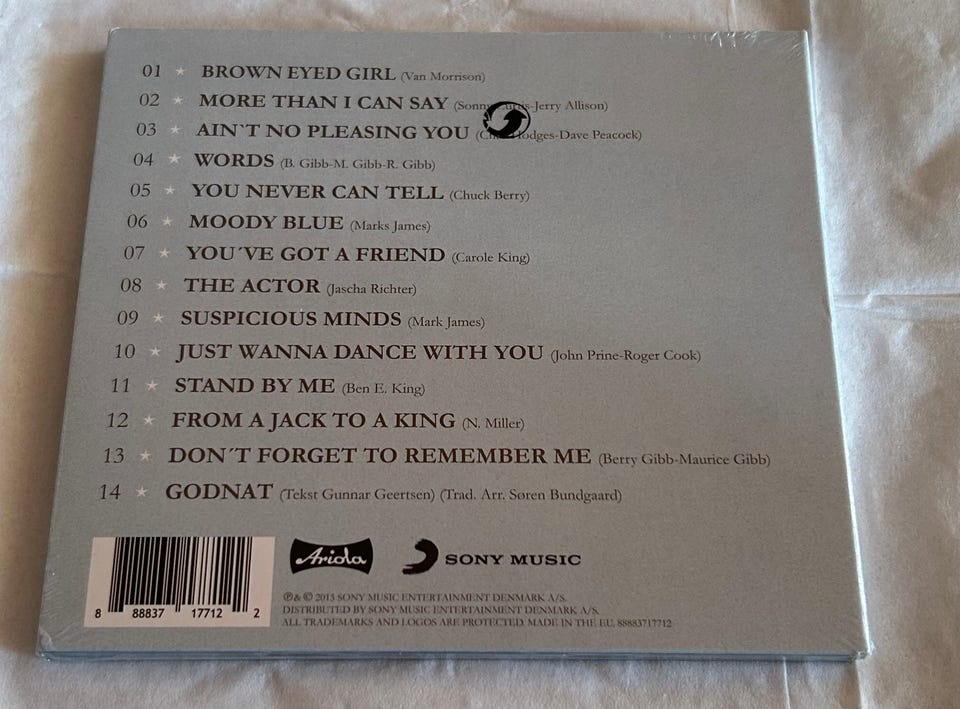 01 ★ BROWN EYED GIRL (Van Morrison)
02 ★ MORE THAN I CAN SAY (Sonny -Jerry Allison)
03 ★ AIN`T NO PLEASING YOU -Dave Peacock)
04 ★ WORDS (B. Gibb-M. Gibb-R. Gibb)
05 ★ YOU NEVER CAN TELL (Chuck Berry)
06 ★ MOODY BLUE (Marks James)
07 ★ YOU´VE GOT A FRIEND (Carole King)
08 ★ THE ACTOR (Jascha Richter)
09 ★ SUSPICIOUS MINDS (Mark James)
10 ★ JUST WANNA DANCE WITH YOU (John Prine-Roger Cook)
11 ★ STAND BY ME (Ben E. King)
12 ★ FROM A JACK TO A KING (N. Miller)
13 ★ DON´T FORGET TO REMEMBER ME (Berry Gibb-Maurice Gibb)
14 ★ GODNAT (Tekst Gunnar Geertsen) (Trad. Arr. Søren Bundgaard)
Ariola SONY MUSIC
8 88837 17712 2
℗ & © 2013 SONY MUSIC ENTERTAINMENT DENMARK A/S.
DISTRIBUTED BY SONY MUSIC ENTERTAINMENT DENMARK A/S.
ALL TRADEMARKS AND LOGOS ARE PROTECTED. MADE IN THE EU. 88883717712